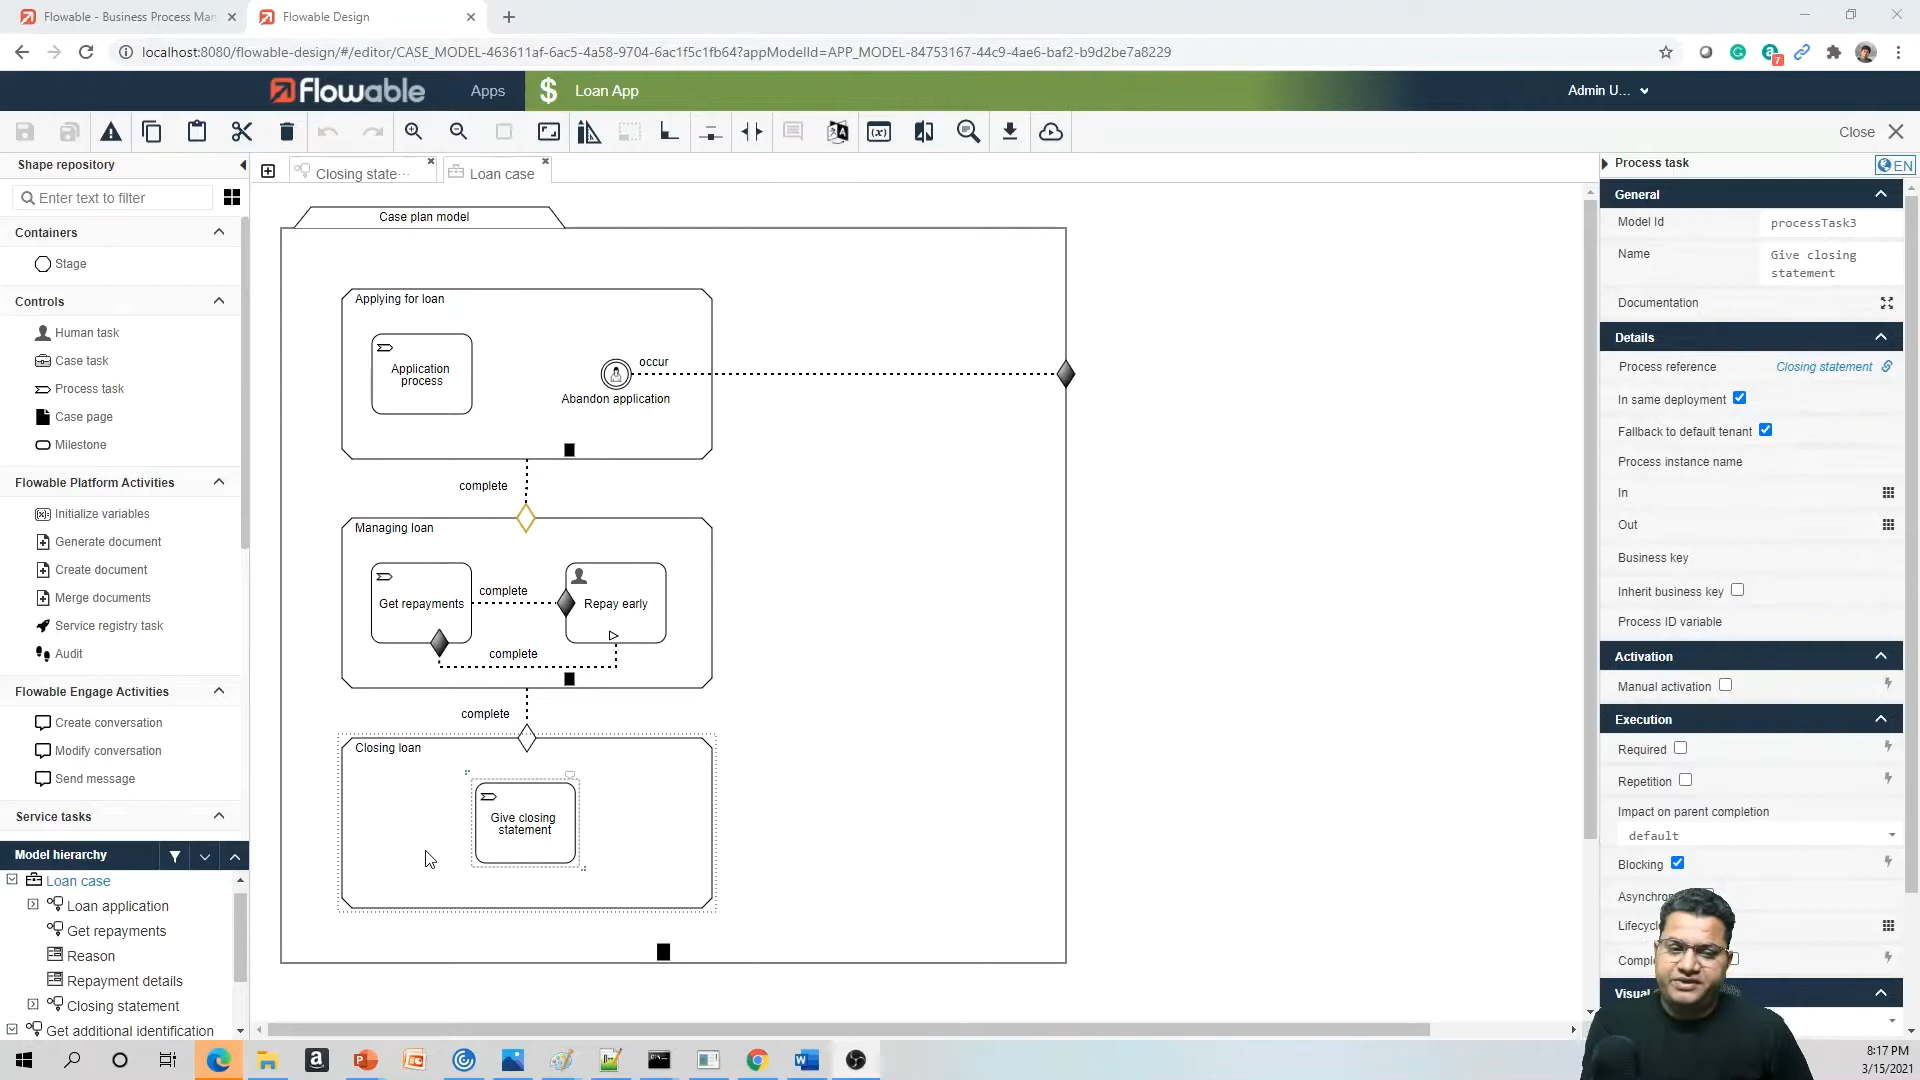 Flowable - Business Process Man
Flowable Design
localhost:8080/flowable-design/#/editor/CASE_MODEL-463611af-6ac5-4a58-9704-6ac1f5c1fb64?appModelId=APP_MODEL-84753167-44c9-4ae6-baf2-b9d2be7a8229
7
flowable
Apps
$ Loan App
Admin U...
Close
Shape repository
Enter text to filter
Containers
Stage
Controls
Human task
Case task
Process task
Case page
Milestone
Flowable Platform Activities
Initialize variables
Generate document
Create document
Merge documents
Service registry task
Audit
Flowable Engage Activities
Create conversation
Modify conversation
Send message
Service tasks
Model hierarchy
Loan case
Loan application
Get repayments
Reason
Repayment details
Closing statement
Get additional identification
Closing state···
Loan case
Case plan model
Applying for loan
Application
process
occur
Abandon application
complete
Managing loan
Get repayments
complete
Repay early
complete
complete
Closing loan
Give closing
statement
Process task
EN
General
Model Id
processTask3
Name
Give closing
statement
Documentation
Details
Process reference
Closing statement
In same deployment
Fallback to default tenant
Process instance name
In
Out
Business key
Inherit business key
Process ID variable
Activation
Manual activation
Execution
Required
Repetition
Impact on parent completion
default
Blocking
Asynchro
Lifecycl
Comple
Visual
8:17 PM
3/15/2021